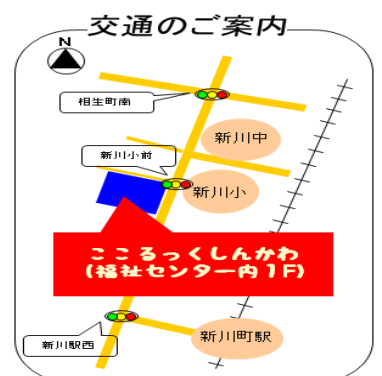 交通のご案内
N
相生町南
新川中
新川小前
新川小
こころっくしんかわ
(福祉センター内1F)
新川駅西
新川町駅